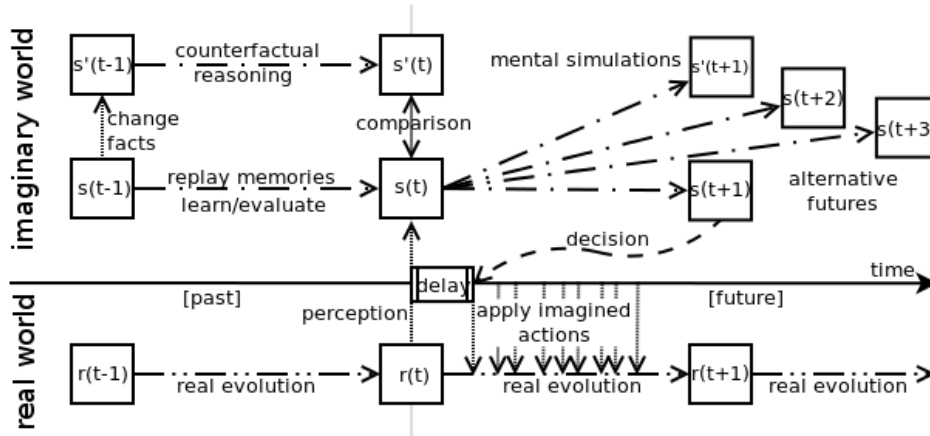 imaginary world
s'(t-1)
counterfactual
reasoning
s'(t)
mental simulations
s'(t+1)
s(t+2)
s(t+3
change
facts
comparison
s(t-1)
replay memories
learn/evaluate
s(t)
s(t+1)
alternative
futures
decision
time
[past]
delay
[future]
real world
perception
apply imagined
actions
r(t-1)
real evolution
r(t)
real evolution
r(t+1)
real evolution